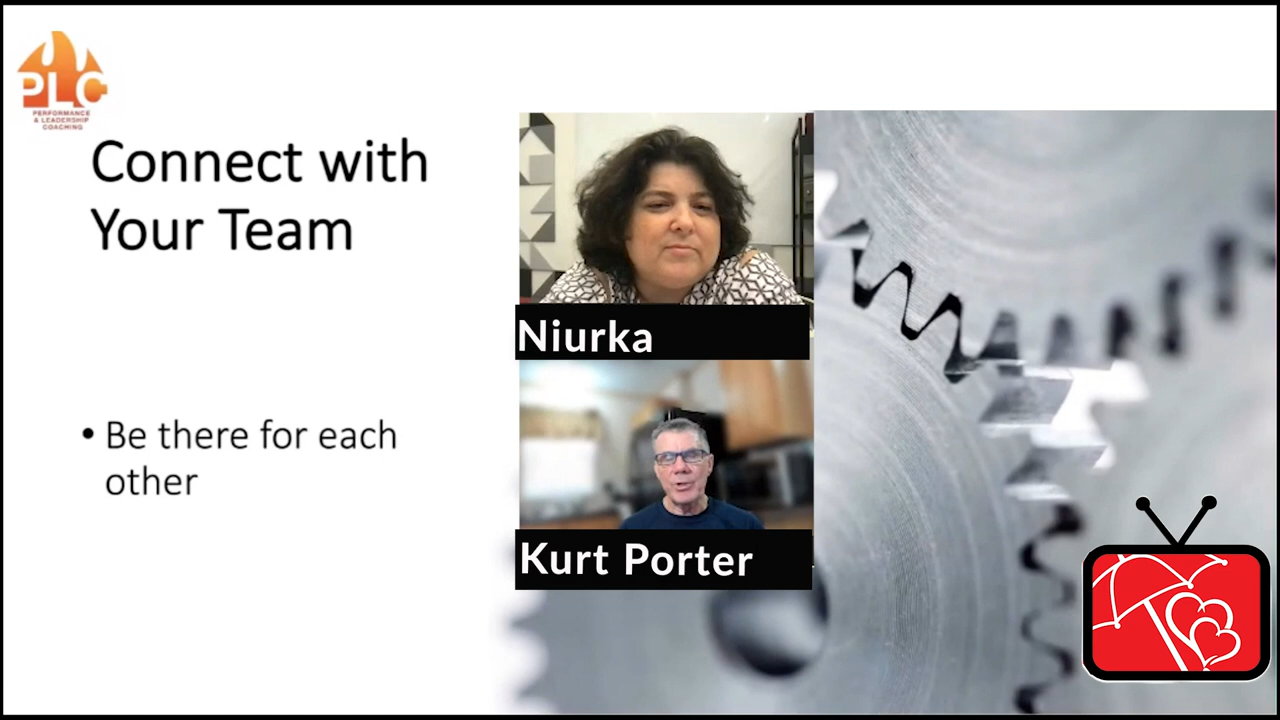 PLC
PERFORMANCE
& LEADERSHIP
COACHING
Connect with
Your Team
• Be there for each
other
Niurka
Kurt Porter